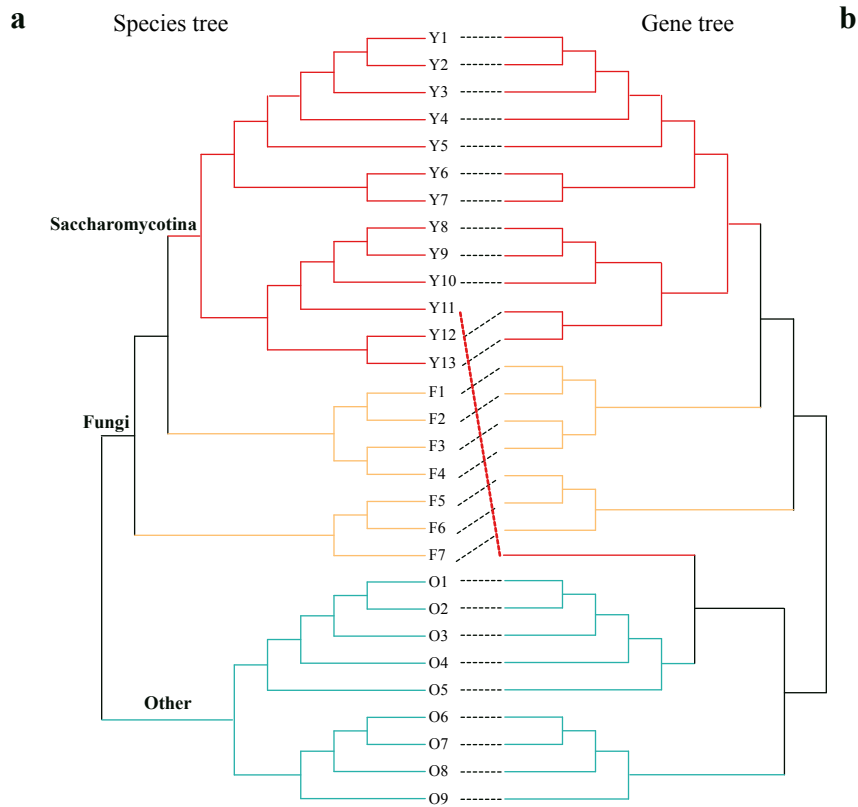 a
Species tree
Gene tree
b
Y1
Y2
Y3
Y4
Y5
Y6
Y7
Saccharomycotina
Y8
Y9
Y10
Y11
Y12
Y13
F1
Fungi
F2
F3
F4
F5
F6
F7
O1
O2
O3
O4
O5
Other
O6
O7
O8
O9